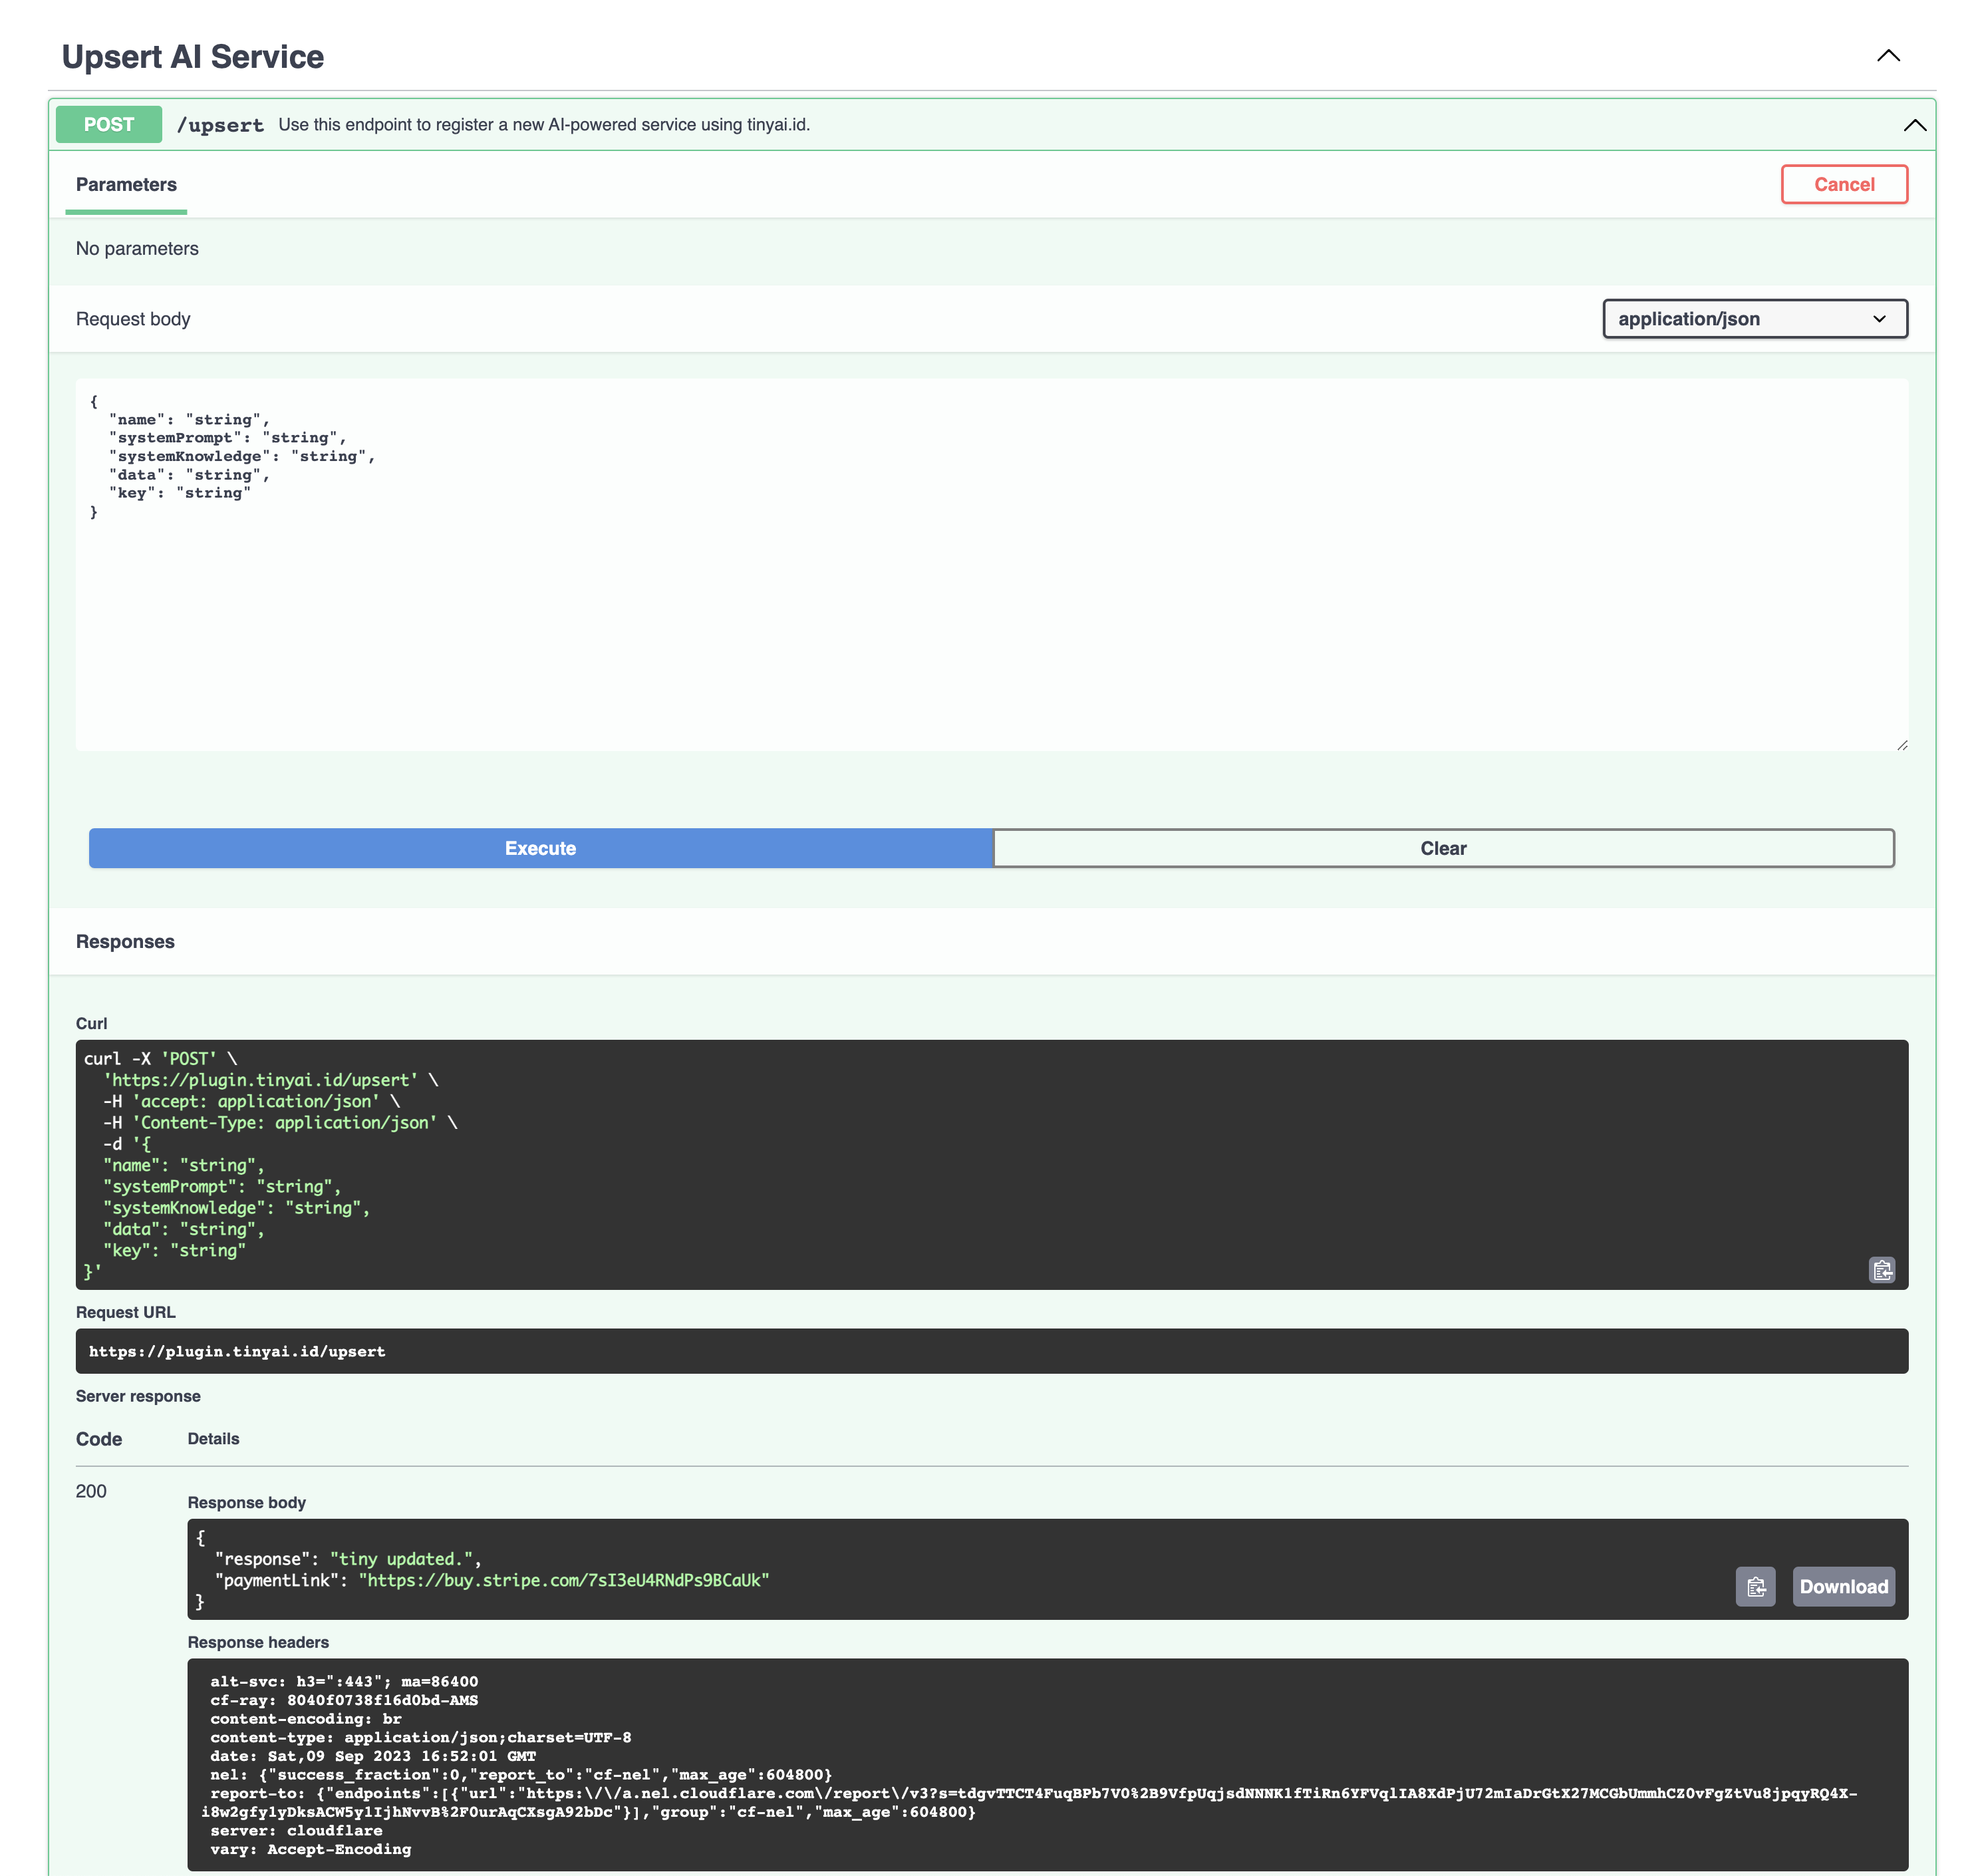 Upsert AI Service
POST /upsert Use this endpoint to register a new AI-powered service using tinyai.id.
Parameters
Cancel
No parameters
Request body
application/json
{
  "name": "string",
  "systemPrompt": "string",
  "systemKnowledge": "string",
  "data": "string",
  "key": "string"
}
Execute
Clear
Responses
Curl
curl -X 'POST' \
  'https://plugin.tinyai.id/upsert' \
  -H 'accept: application/json' \
  -H 'Content-Type: application/json' \
  -d '{
  "name": "string",
  "systemPrompt": "string",
  "systemKnowledge": "string",
  "data": "string",
  "key": "string"
}'
Request URL
https://plugin.tinyai.id/upsert
Server response
Code Details
200
Response body
{
  "response": "tiny updated.",
  "paymentLink": "https://buy.stripe.com/7sI3eU4RNdPs9BCaUk"
}
Download
Response headers
alt-svc: h3=":443"; ma=86400
cf-ray: 8040f0738f16d0bd-AMS
content-encoding: br
content-type: application/json;charset=UTF-8
date: Sat,09 Sep 2023 16:52:01 GMT
nel: {"success_fraction":0,"report_to":"cf-nel","max_age":604800}
report-to: {"endpoints":[{"url":"https:\/\/a.nel.cloudflare.com\/report\/v3?s=tdgvTTCT4FuqBPb7V0%2B9VfpUqjsdNNNKlfTiRn6YFVqlIA8XdPjU72mIaDrGtX27MCGbUmmhCZ0vFgZtVu8jpqyRQ4X-
i8w2gfy1yDksACW5ylIjhNvvB%2F0urAqCXsgA92bDc"}],"group":"cf-nel","max_age":604800}
server: cloudflare
vary: Accept-Encoding